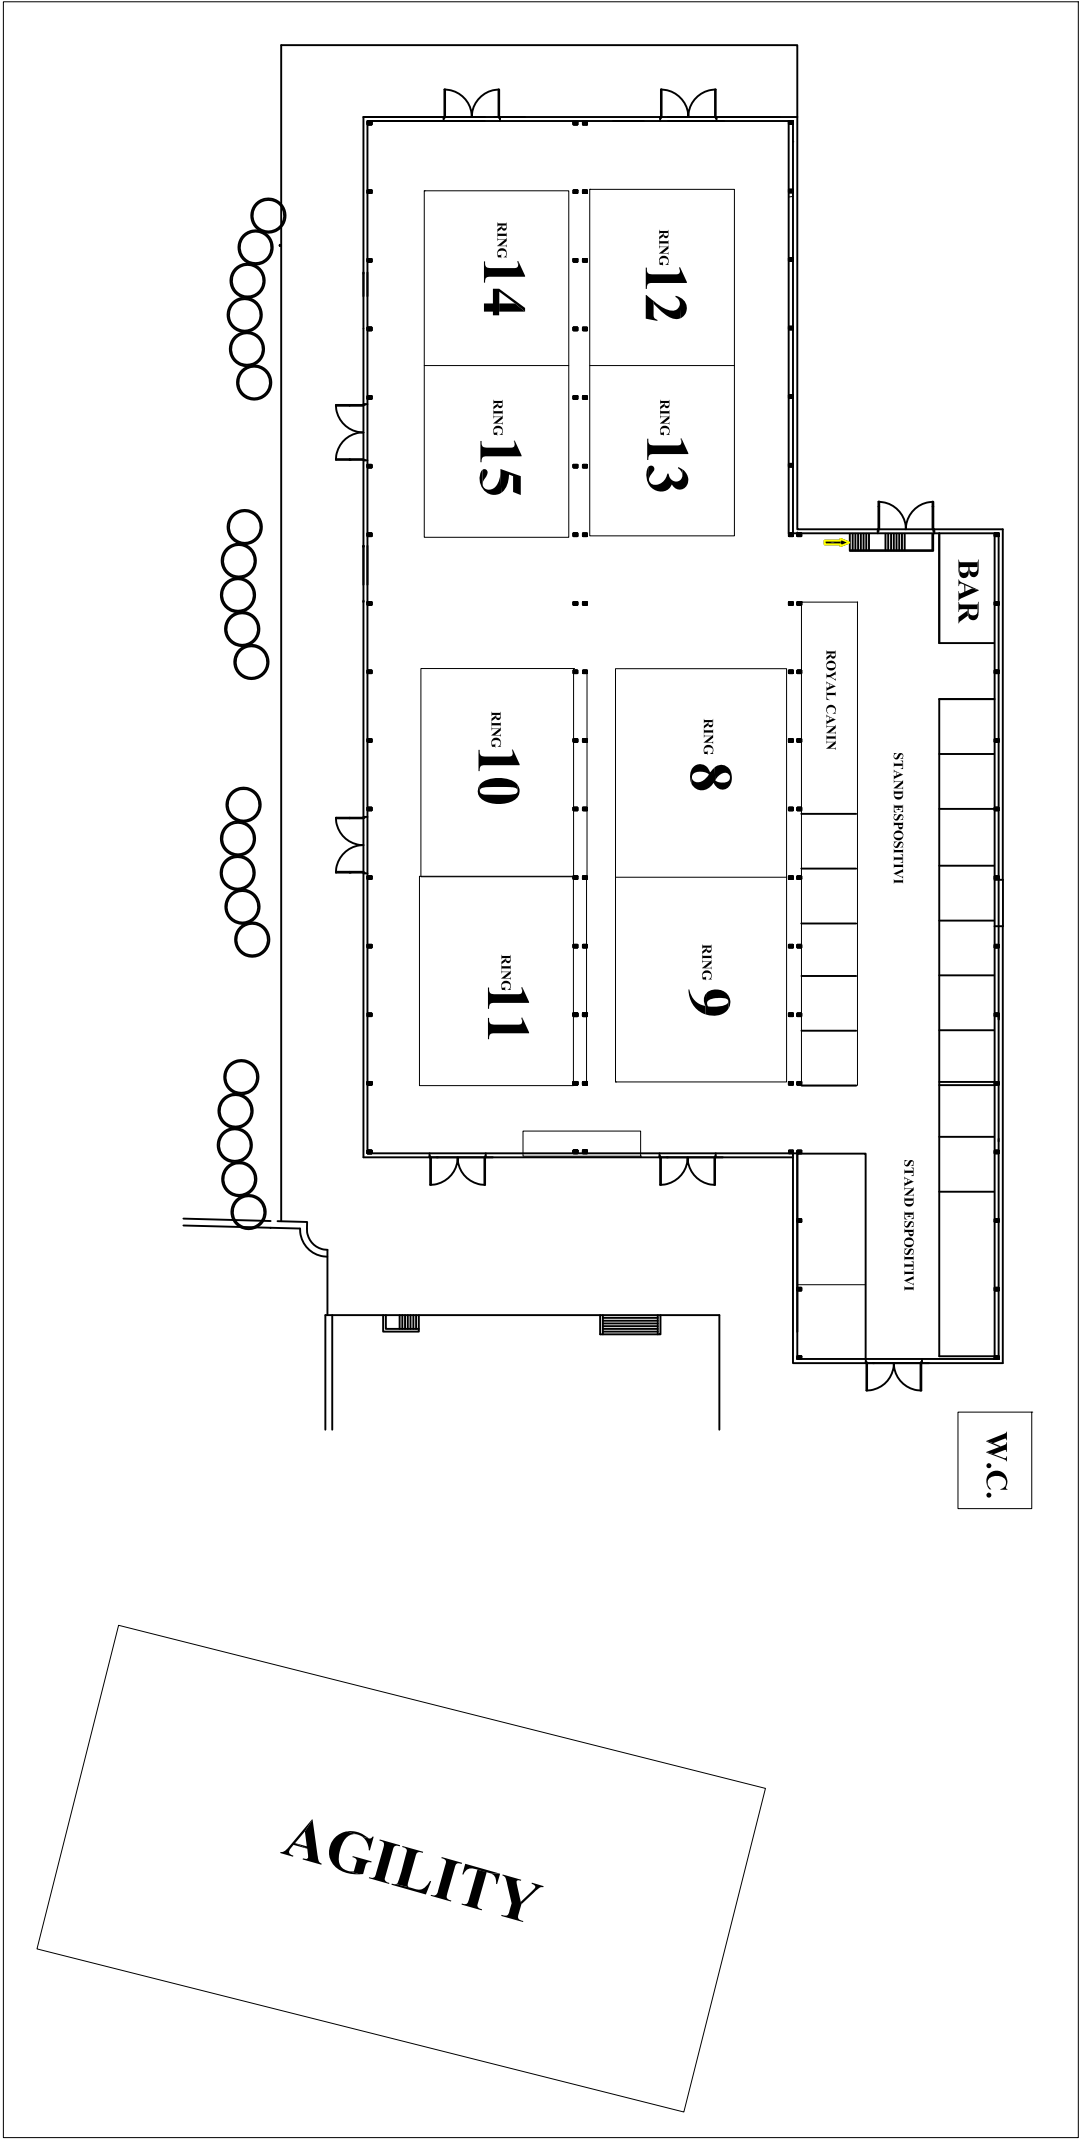 RING 14
RING 12
RING 15
RING 13
BAR
ROYAL CANIN
STAND ESPOSITIVI
RING 10
RING 8
RING 11
RING 9
STAND ESPOSITIVI
W.C.
AGILITY